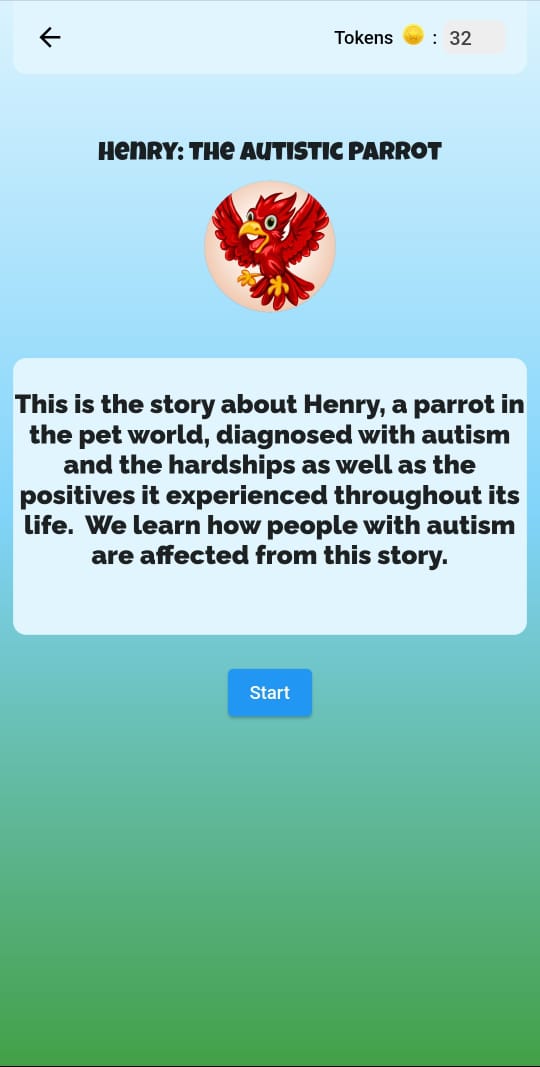 Tokens : 32
Henry: The Autistic Parrot
This is the story about Henry, a parrot in
the pet world, diagnosed with autism
and the hardships as well as the
positives it experienced throughout its
life.  We learn how people with autism
are affected from this story.
Start